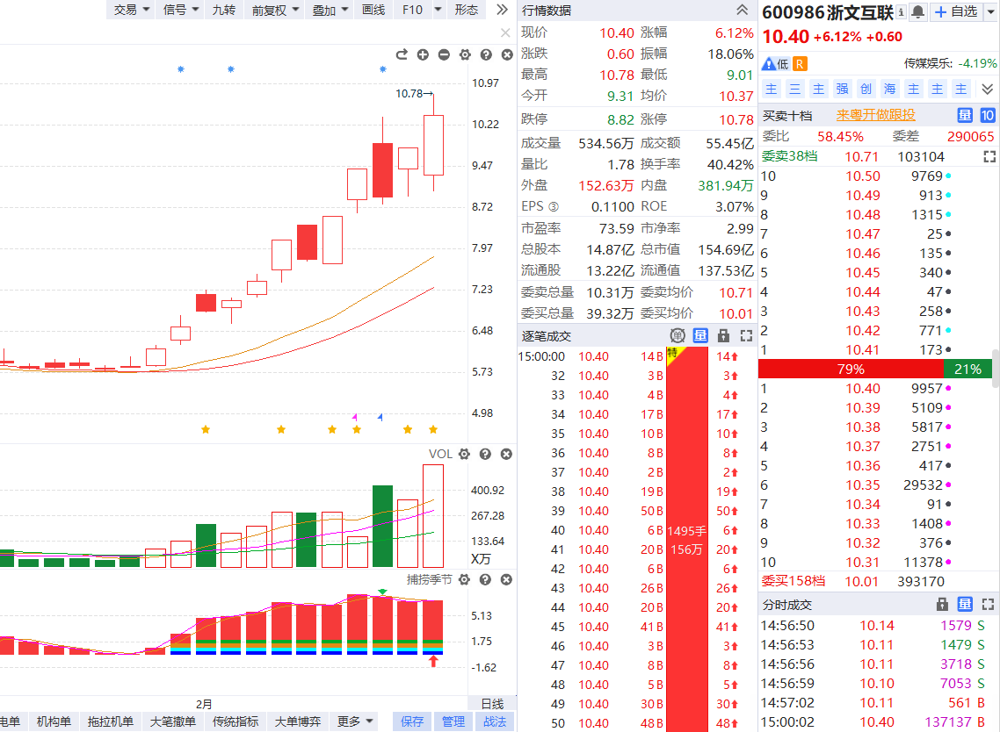 交易 信号 九转 前复权 叠加 画线 F10 形态
10.97
10.78→
10.22
9.47
8.72
7.97
7.23
6.48
5.73
4.98
VOL
400.92
267.28
133.64
X万
捕捞季节
5.13
1.75
-1.62
2月 日线
电单 机构单 拖拉机单 大笔撤单 传统指标 大单博弈 更多 保存 管理 战法
行情数据
现价 10.40 涨幅 6.12%
涨跌 0.60 振幅 18.06%
最高 10.78 最低 9.01
今开 9.31 均价 10.37
跌停 8.82 涨停 10.78
成交量 534.56万 成交额 55.45亿
量比 1.78 换手率 40.42%
外盘 152.63万 内盘 381.94万
EPS ③ 0.1100 ROE 3.07%
市盈率 73.59 市净率 2.99
总股本 14.87亿 总市值 154.69亿
流通股 13.22亿 流通值 137.53亿
委卖总量 10.31万 委卖均价 10.71
委买总量 39.32万 委买均价 10.01
逐笔成交 单 量
特
15:00:00 10.40 14 B 14
32 10.40 3 B 3
33 10.40 4 B 4
34 10.40 17 B 17
35 10.40 10 B 10
36 10.40 8 B 8
37 10.40 2 B 2
38 10.40 19 B 19
39 10.40 50 B 50
40 10.40 6 B 1495手 6
41 10.40 20 B 156万 20
42 10.40 6 B 6
43 10.40 26 B 26
44 10.40 20 B 20
45 10.40 41 B 41
46 10.40 3 B 3
47 10.40 8 B 8
48 10.40 5 B 5
49 10.40 30 B 30
50 10.40 48 B 48
600986 浙文互联 自选
10.40 +6.12% +0.60
低 R 传媒娱乐: -4.19%
主 三 主 强 创 海 主 主 主
买卖十档 来粤开做跟投 量 10
委比 58.45% 委差 290065
委卖38档 10.71 103104
10 10.50 9769
9 10.49 913
8 10.48 1315
7 10.47 25
6 10.46 135
5 10.45 340
4 10.44 47
3 10.43 258
2 10.42 771
1 10.41 173
79% 21%
1 10.40 9957
2 10.39 5109
3 10.38 5817
4 10.37 2751
5 10.36 417
6 10.35 29532
7 10.34 91
8 10.33 1408
9 10.32 376
10 10.31 11378
委买158档 10.01 393170
分时成交 量
14:56:50 10.14 1579 S
14:56:53 10.11 1479 S
14:56:56 10.11 3718 S
14:56:59 10.10 7053 S
14:57:02 10.11 561 B
15:00:02 10.40 137137 B